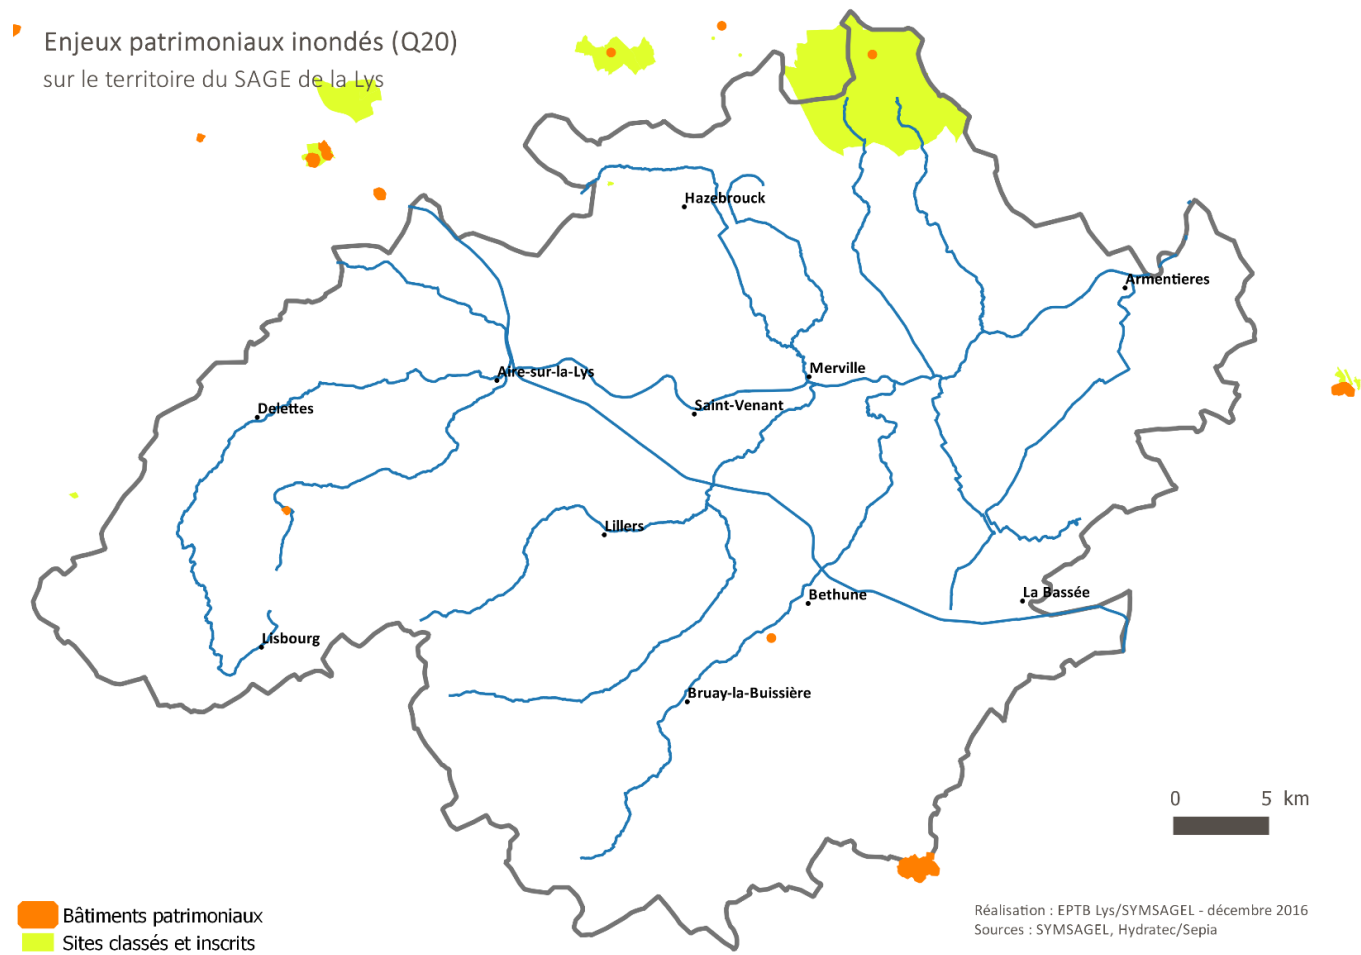 Enjeux patrimoniaux inondés (Q20)
sur le territoire du SAGE de la Lys
Hazebrouck
Armentieres
Aire-sur-la-Lys
Merville
Delettes
Saint-Venant
Lillers
Bethune
La Bassée
Lisbourg
Bruay-la-Buissière
0 5 km
Bâtiments patrimoniaux
Sites classés et inscrits
Réalisation : EPTB Lys/SYMSAGEL - décembre 2016
Sources : SYMSAGEL, Hydratec/Sepia